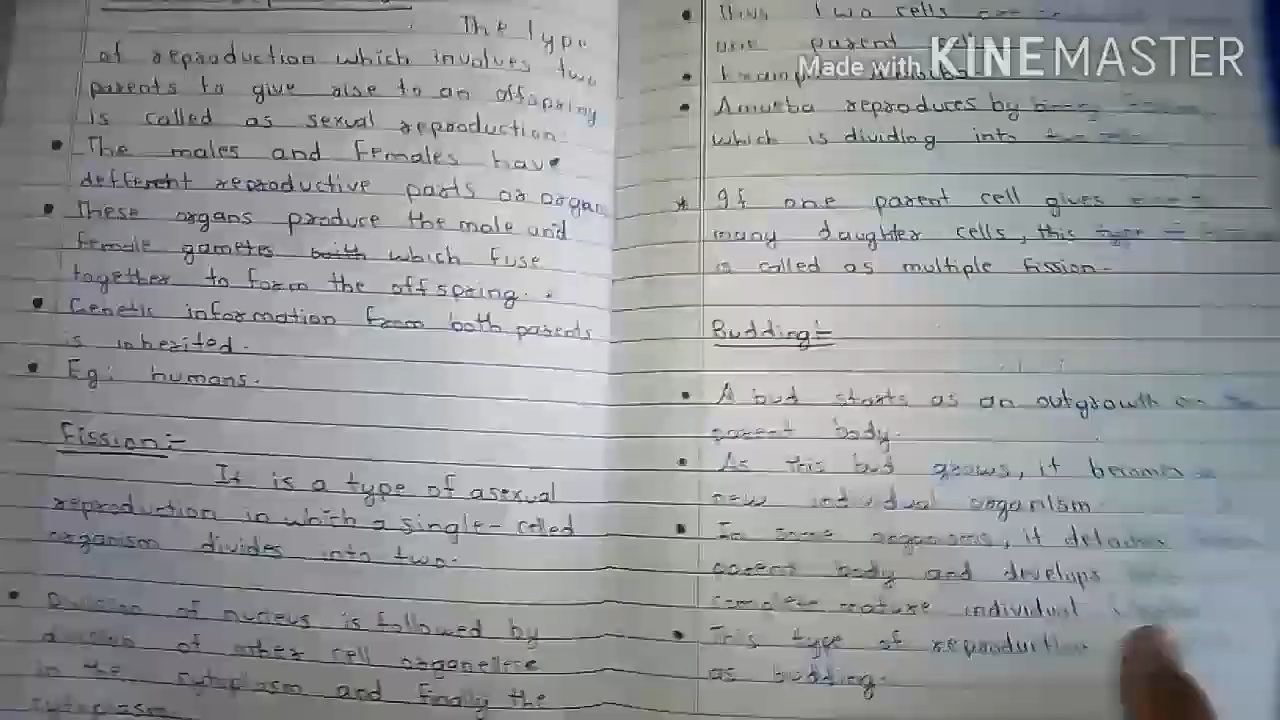 The type
of reproduction which involves two
parents to give rise to an offspring
is called as sexual reproduction.
• The males and females have
different reproductive parts or organ
• These organs produce the male and
female gametes which fuse
together to form the offspring.
• Genetic information from both parents
is inherited.
• Eg: humans.
Fission:-
It is a type of asexual
reproduction in which a single-celled
organism divides into two.
• Division of nucleus is followed by
division of other cell organelles
in the cytoplasm and finally the
cytoplasm
• two cells
parent
Made with KINEMASTER
•
• Amoeba reproduces by
which is dividing into
* If one parent cell gives
many daughter cells, this type
is called as multiple fission.
Budding:-
• A bud starts as an outgrowth on
parent body.
• As this bud grows, it becomes
new individual organism
• In some organisms, it detaches
parent body and develops
complete mature individual
• This type of reproduction
as budding.